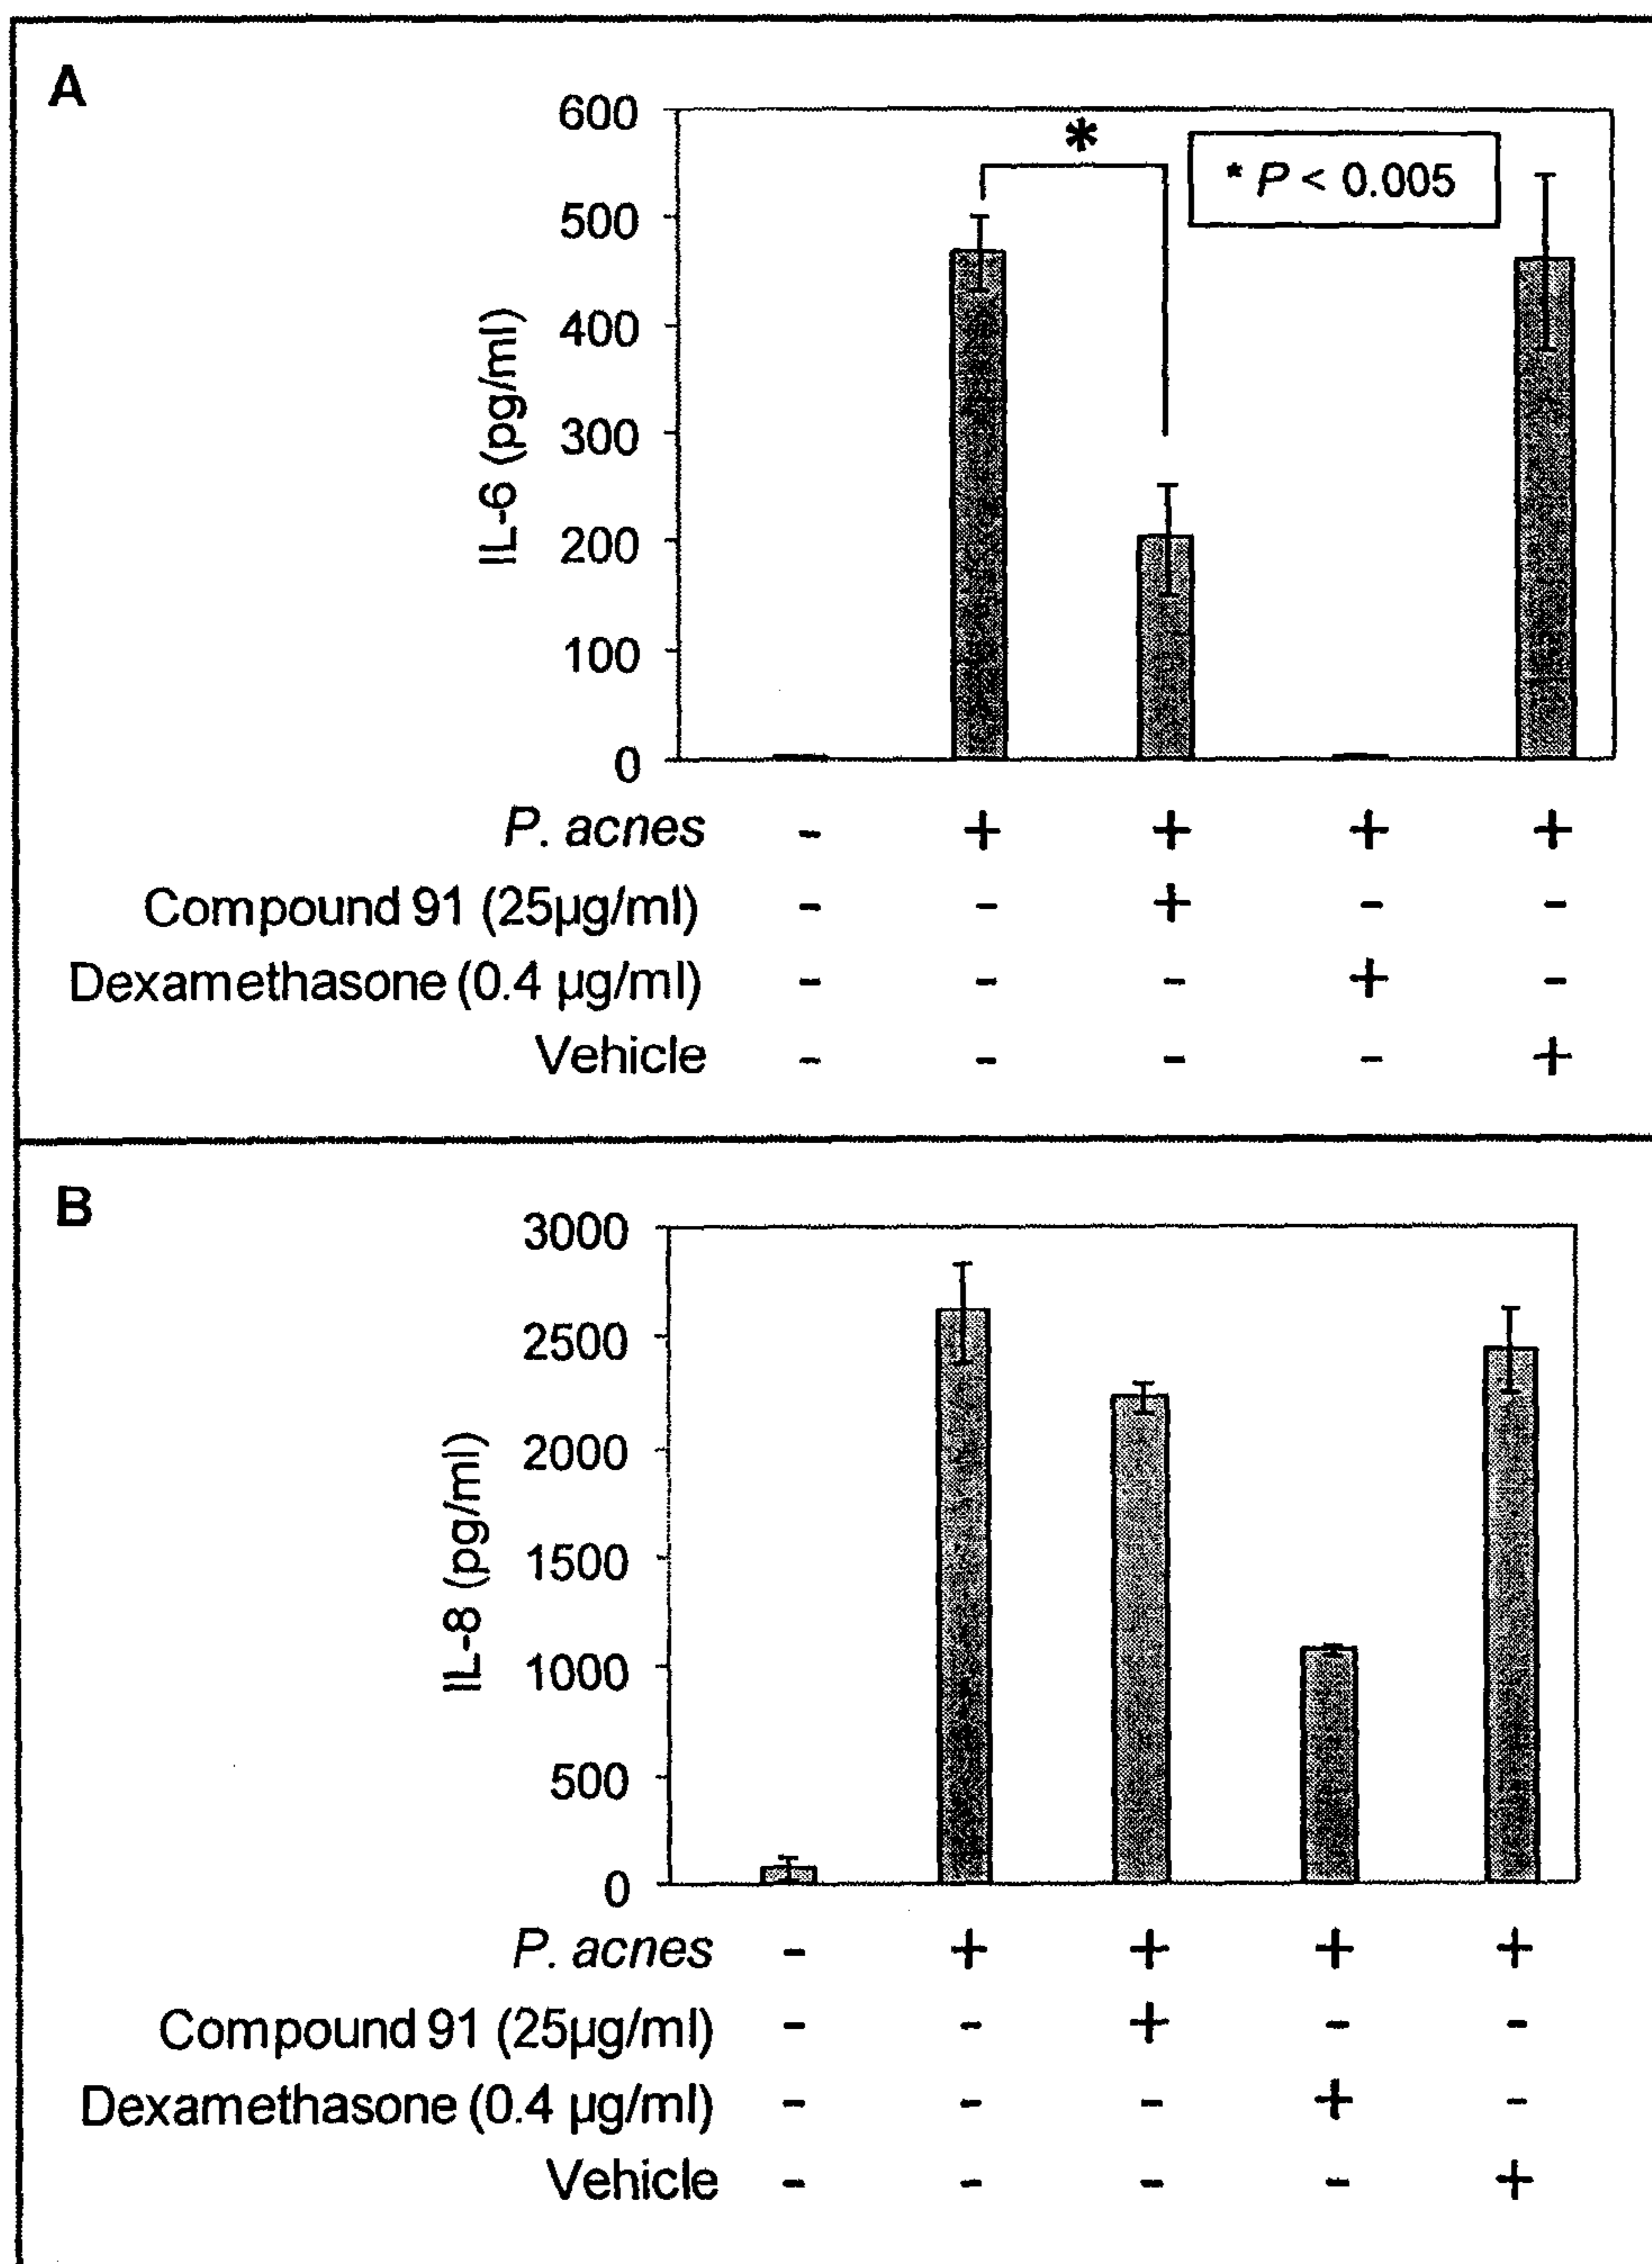 A
600
* 
* P < 0.005
500
400
300
200
100
0
IL-6 (pg/ml)
P. acnes - + + + +
Compound 91 (25µg/ml) - - + - -
Dexamethasone (0.4 µg/ml) - - - + -
Vehicle - - - - +
B
3000
2500
2000
1500
1000
500
0
IL-8 (pg/ml)
P. acnes - + + + +
Compound 91 (25µg/ml) - - + - -
Dexamethasone (0.4 µg/ml) - - - + -
Vehicle - - - - +